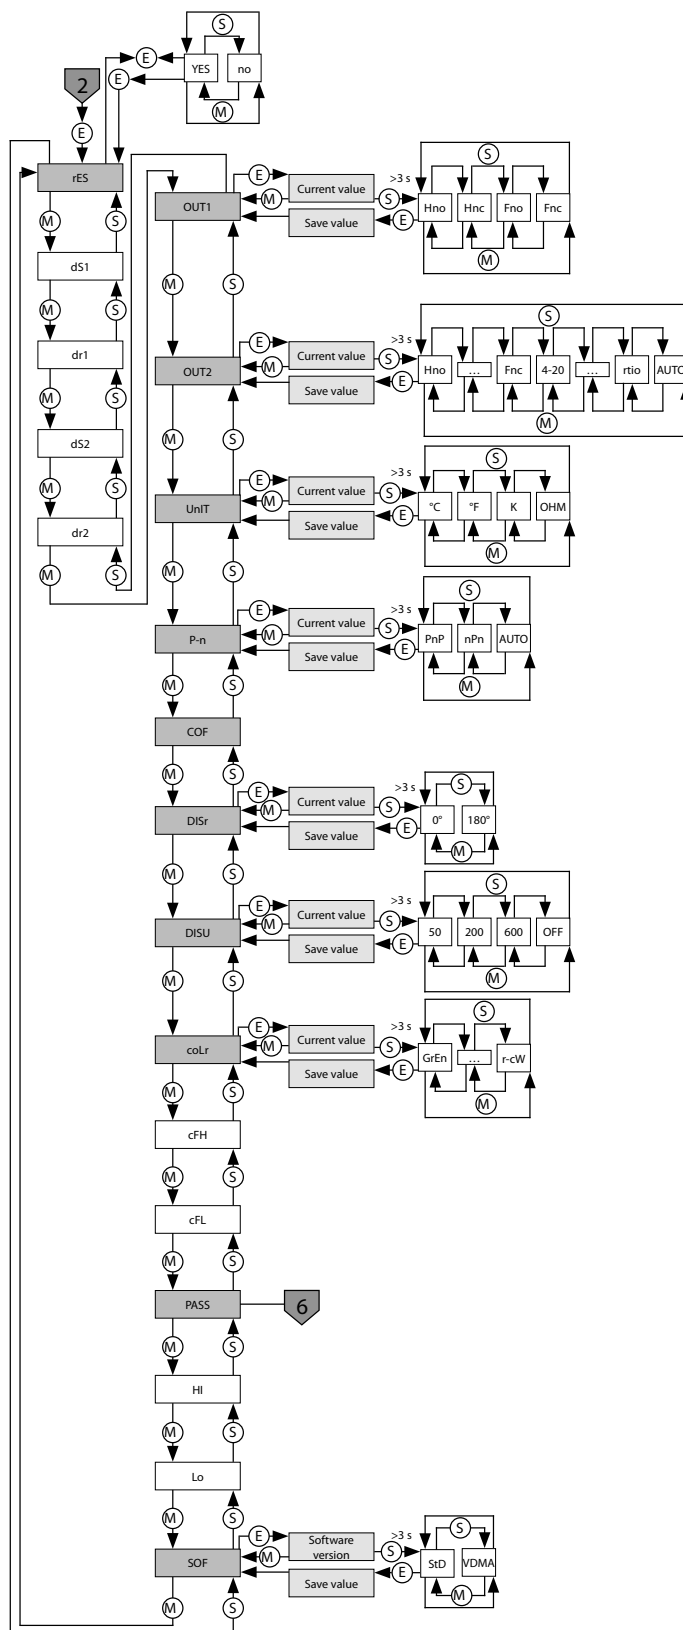 S
E
YES
no
2
E
M
E
rES
>3 s
S
E
Current value
M
S
Hno
Hnc
Fno
Fnc
OUT1
Save value
E
M
S
M
dS1
M
S
M
S
dr1
>3 s
S
E
Current value
M
S
Hno
...
Fnc
4-20
...
rtio
AUTO
OUT2
Save value
E
M
M
S
dS2
M
S
M
S
>3 s
S
E
Current value
M
S
°C
°F
K
OHM
UnIT
Save value
E
dr2
M
M
S
M
S
>3 s
S
E
Current value
M
S
PnP
nPn
AUTO
P-n
Save value
E
M
M
S
COF
M
S
>3 s
S
E
Current value
M
S
0°
180°
DISr
Save value
E
M
M
S
>3 s
S
E
Current value
M
S
50
200
600
OFF
DISU
Save value
E
M
M
S
>3 s
S
E
Current value
M
S
GrEn
...
r-cW
coLr
Save value
E
M
M
S
cFH
M
S
cFL
M
S
PASS
6
M
S
HI
M
S
Lo
M
S
>3 s
S
E
Software
version
M
S
StD
VDMA
SOF
Save value
E
M
M
S